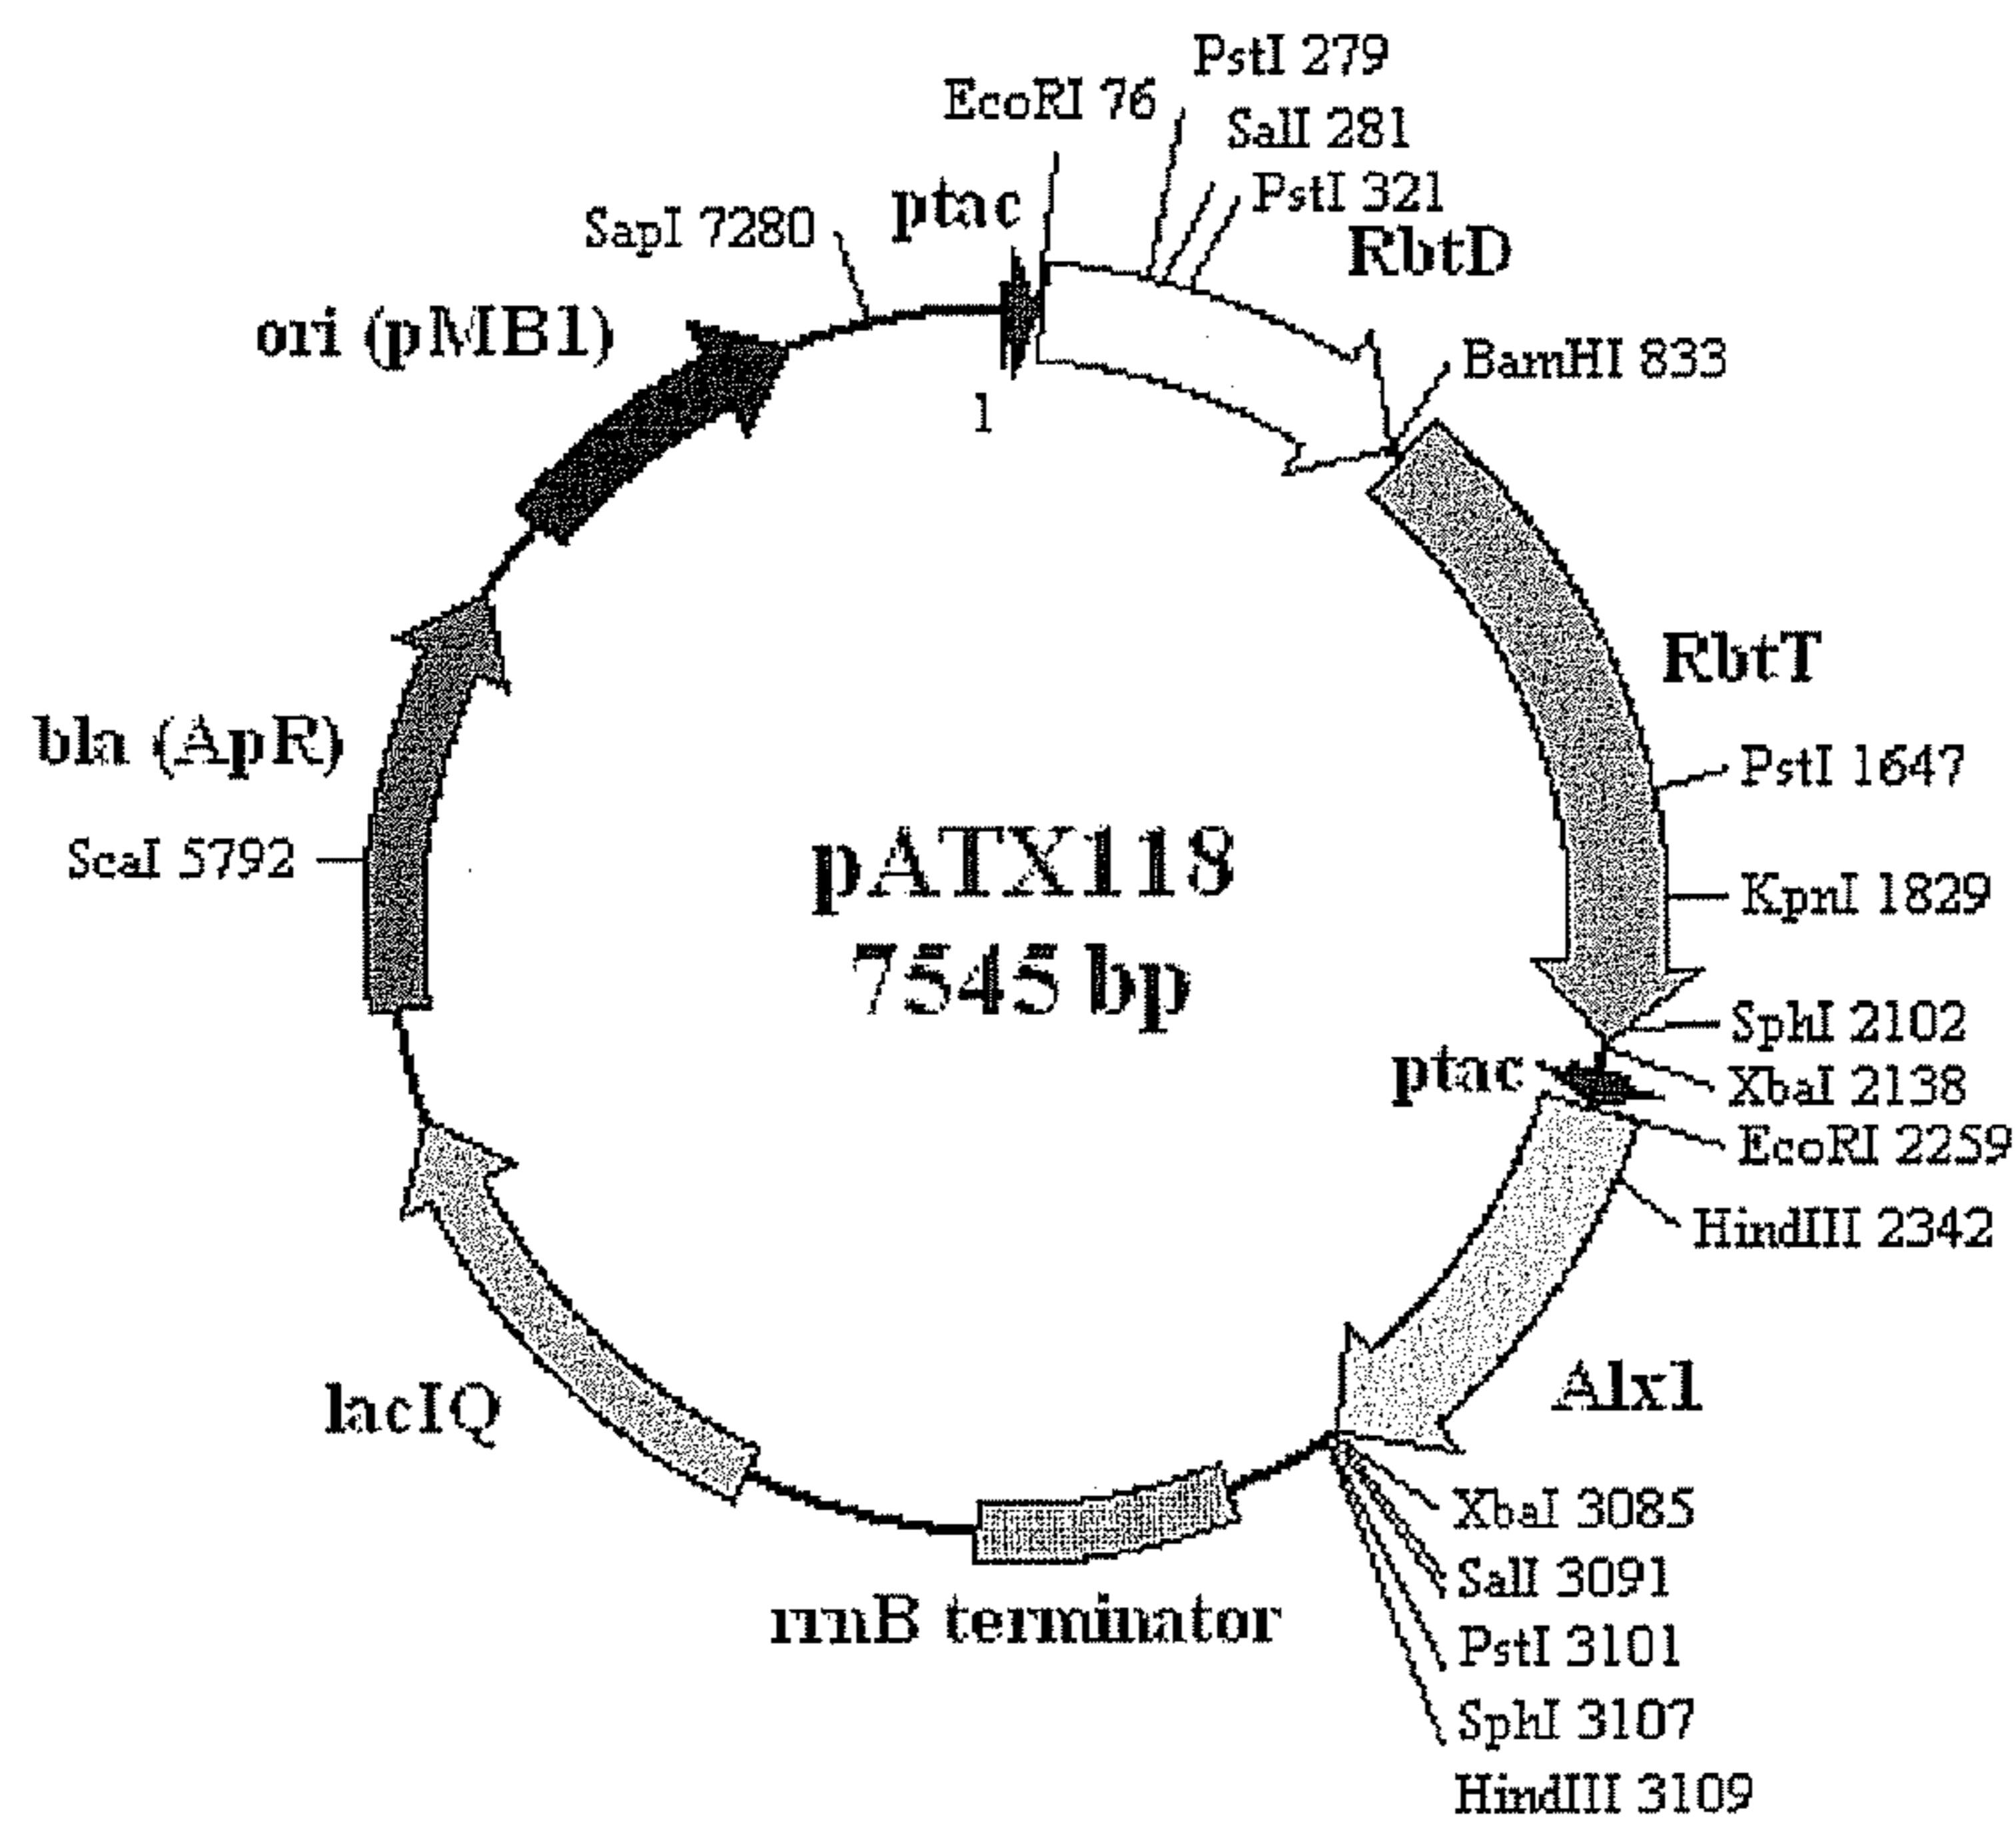 PstI 279
EcoRI 76
SalI 281
PstI 321
ptac
SapI 7280
RbtD
ori (pMB1)
BamHI 833
1
RbtT
bla (ApR)
PstI 1647
ScaI 5792
pATX118
7545 bp
KpnI 1829
SphI 2102
ptac
XbaI 2138
EcoRI 2259
HindIII 2342
Alx1
lacIQ
XbaI 3085
SalI 3091
rrnB terminator
PstI 3101
SphI 3107
HindIII 3109